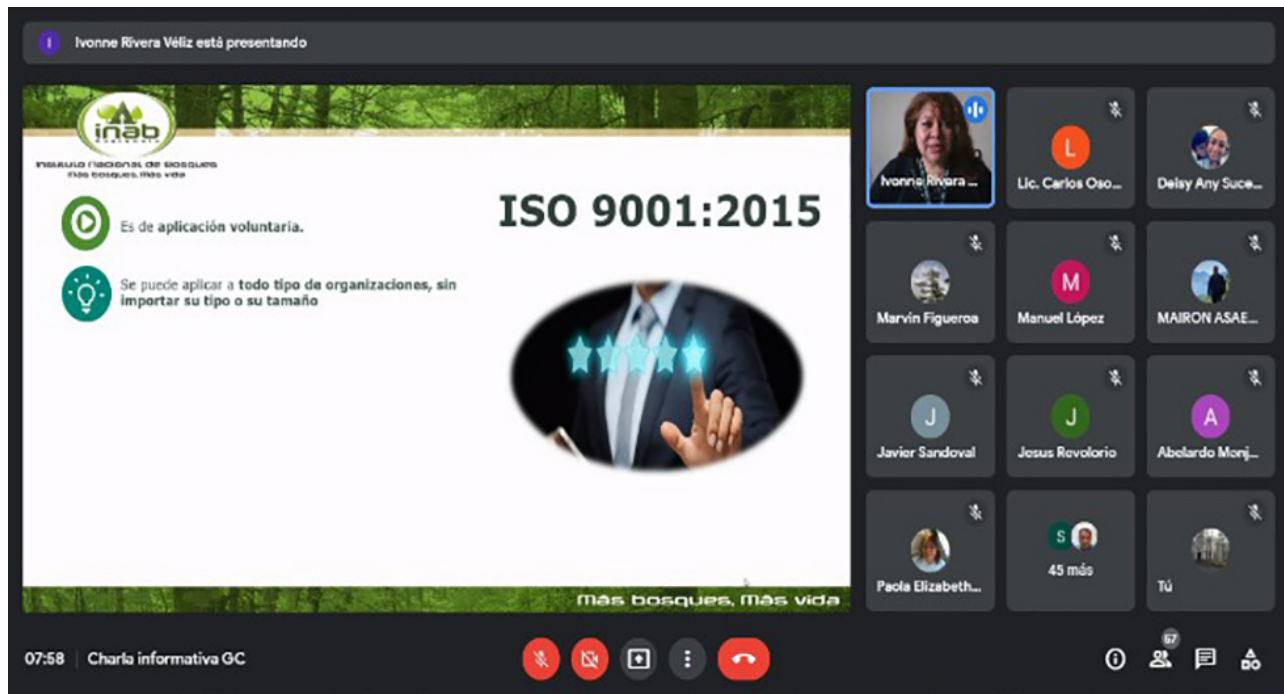 I
Ivonne Rivera Véliz está presentando
inab
Instituto Nacional de Bosques
Más bosques, Más vida
ISO 9001:2015
Es de aplicación voluntaria.
Se puede aplicar a todo tipo de organizaciones, sin
importar su tipo o su tamaño
Más bosques, Más vida
Ivonne Rivera ...
L
Lic. Carlos Oso...
Deisy Any Suce...
Marvin Figueroa
M
Manuel López
MAIRON ASAE...
J
Javier Sandoval
J
Jesus Revolorio
A
Abelardo Monj...
Paola Elizabeth...
S
45 más
Tú
07:58 | Charla informativa GC
57